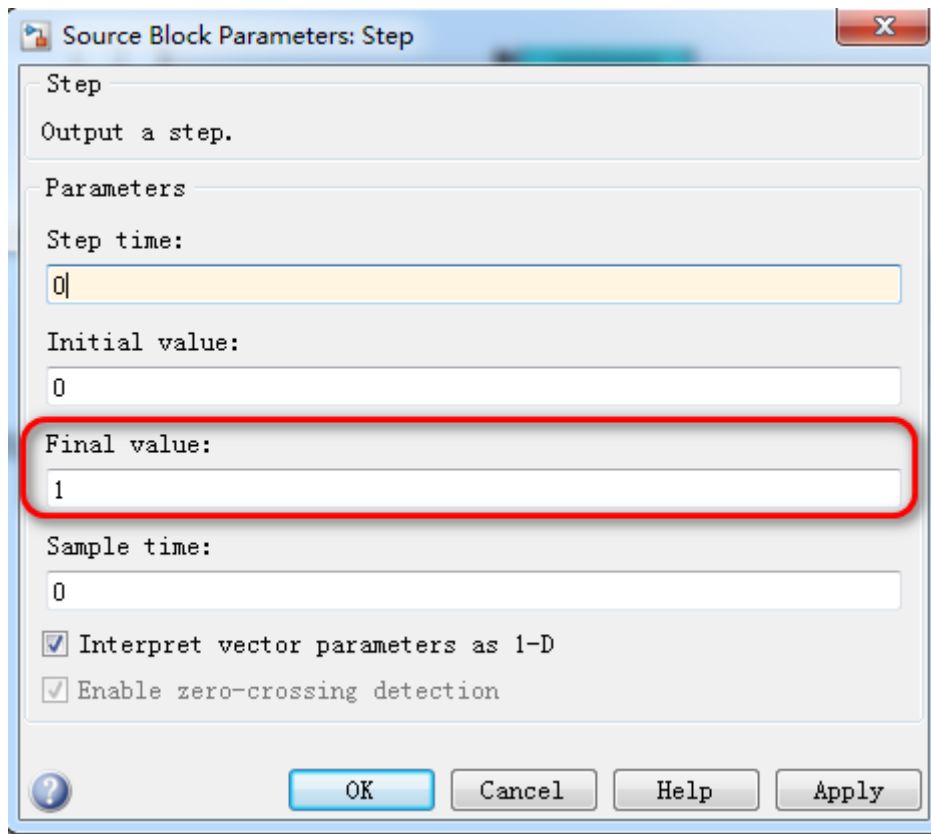 Source Block Parameters: Step
Step
Output a step.
Parameters
Step time:
0
Initial value:
0
Final value:
1
Sample time:
0
Interpret vector parameters as 1-D
Enable zero-crossing detection
OK Cancel Help Apply